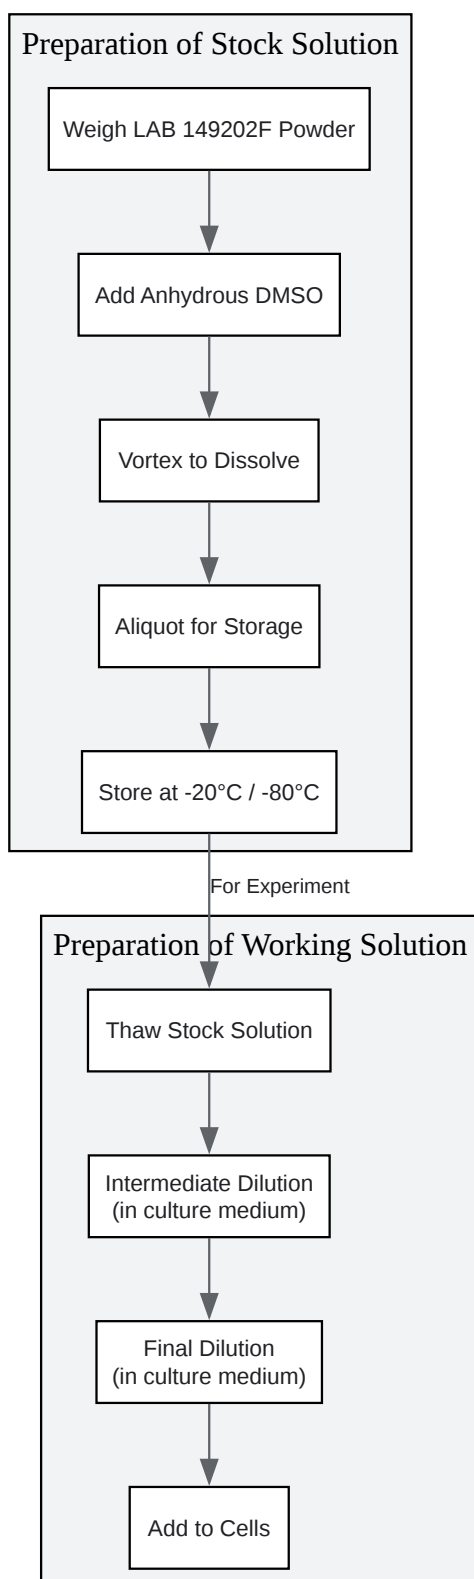 Preparation of Stock Solution
Weigh LAB 149202F Powder
Add Anhydrous DMSO
Vortex to Dissolve
Aliquot for Storage
Store at -20°C / -80°C
For Experiment
Preparation of Working Solution
Thaw Stock Solution
Intermediate Dilution
(in culture medium)
Final Dilution
(in culture medium)
Add to Cells